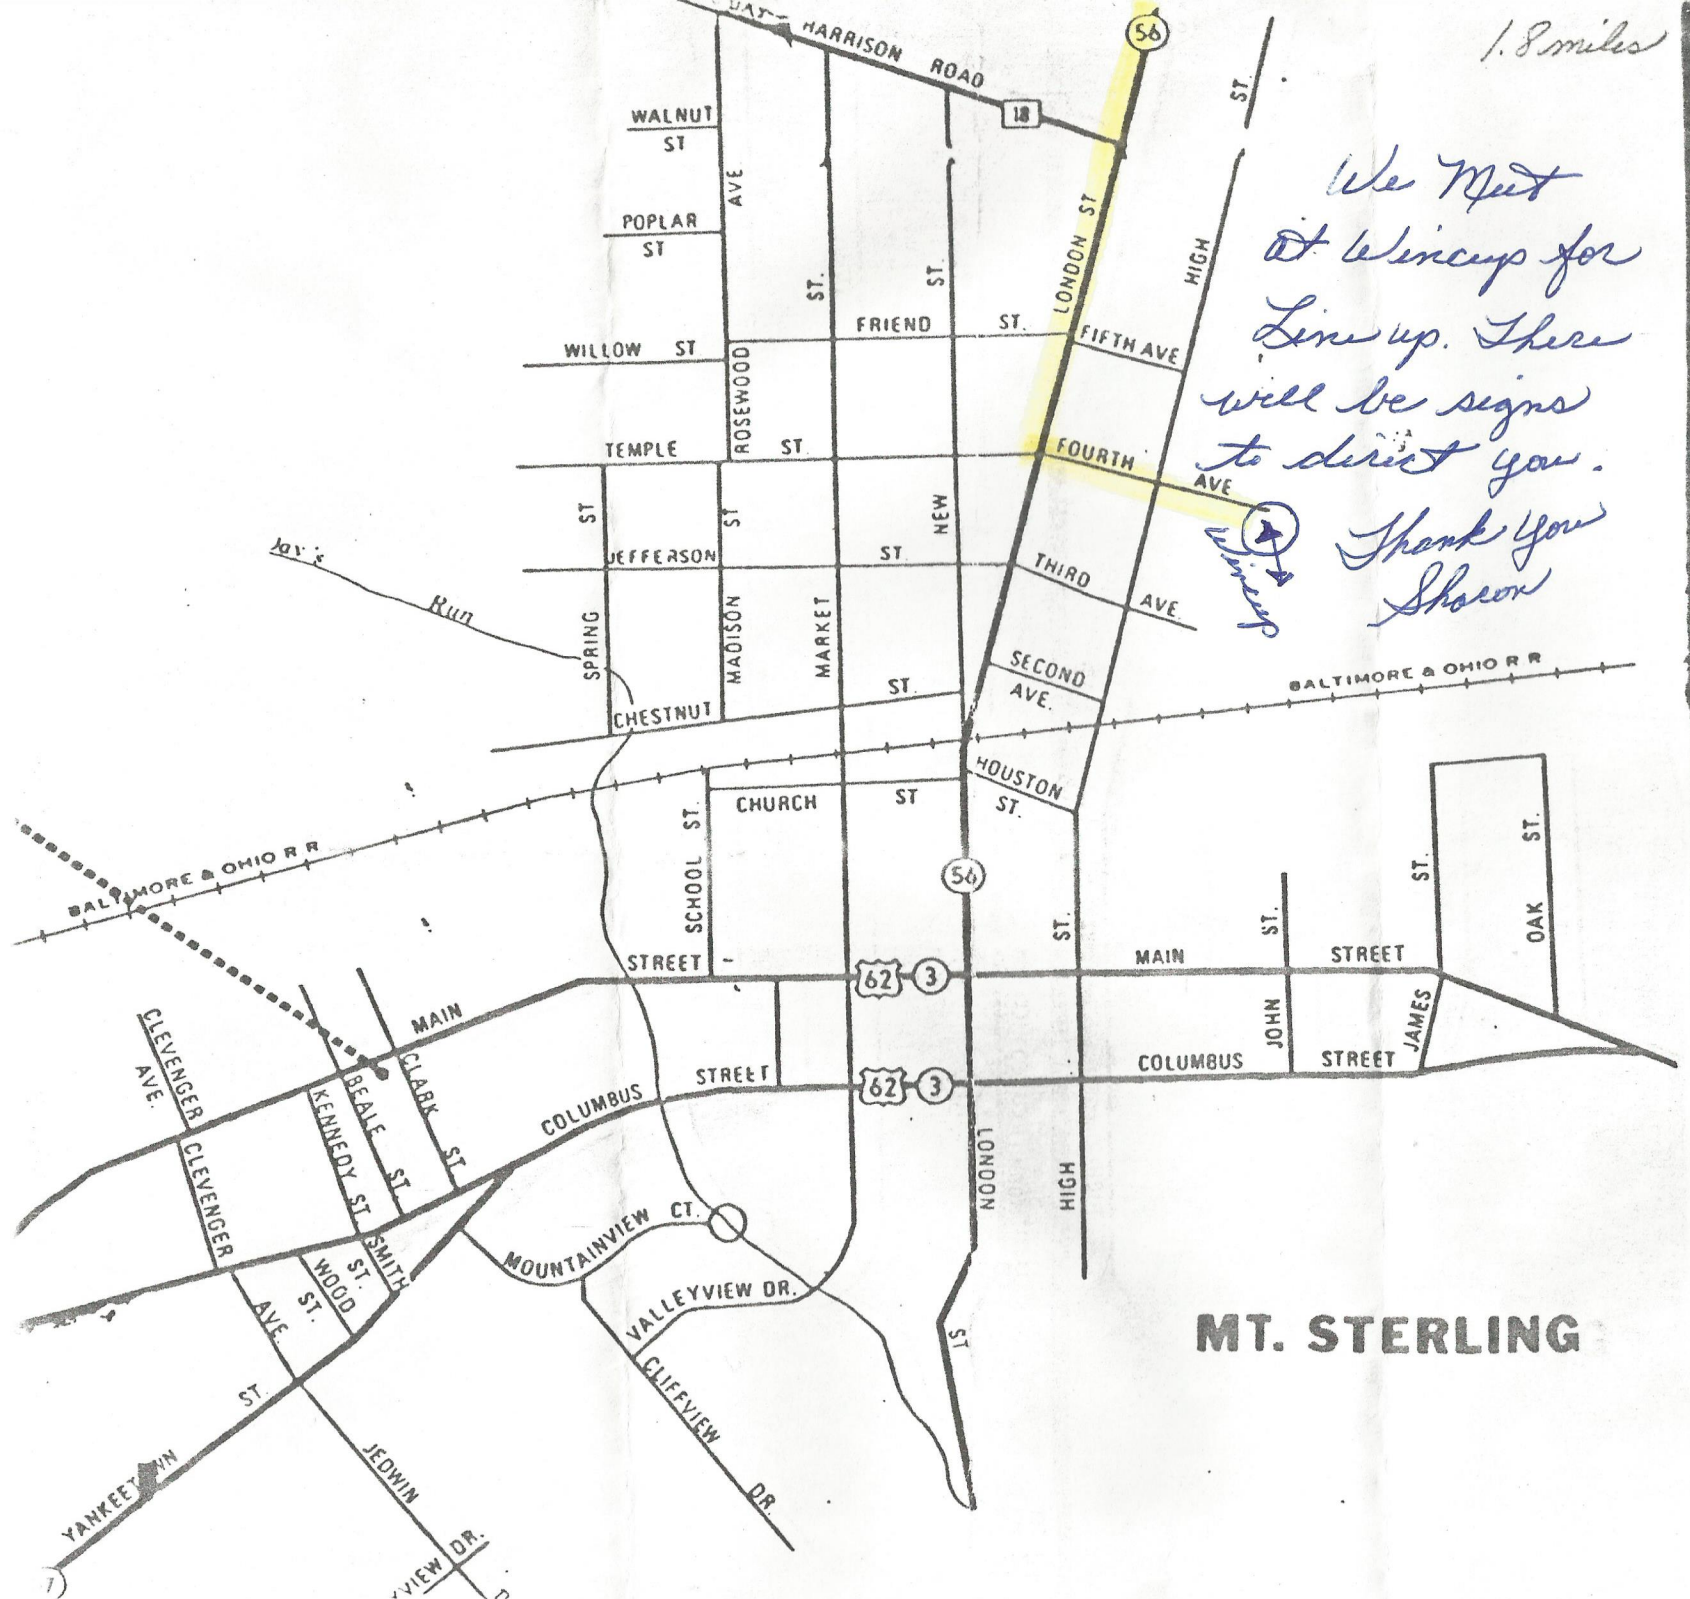 HARRISON ROAD
56
1.8 miles
18
WALNUT
ST
AVE
ST.
POPLAR
ST
LONDON ST
HIGH
We Meet
at Wincup for
Line up. There
will be signs
to direct you.
Thank You
Sharon
Wincup
ST.
ST.
FRIEND ST.
FIFTH AVE
WILLOW ST
ROSEWOOD
TEMPLE ST.
FOURTH
AVE
ST
ST
NEW
JEFFERSON ST.
THIRD
AVE.
Jay's
Run
SPRING
MADISON
MARKET
SECOND
AVE.
BALTIMORE & OHIO R R
CHESTNUT ST.
HOUSTON
ST.
CHURCH ST
SCHOOL ST.
BALTIMORE & OHIO R R
56
ST.
ST.
ST.
OAK ST.
STREET
62
3
MAIN
STREET
MAIN
CLEVENGER
AVE.
CLARK ST.
BEALE ST.
KENNEDY ST.
JOHN
JAMES
COLUMBUS
STREET
62
3
COLUMBUS
STREET
CLEVENGER
LONDON
HIGH
SMITH
ST.
WOOD
ST.
AVE.
MOUNTAINVIEW CT.
VALLEYVIEW DR.
ST
MT. STERLING
CLIFFVIEW
DR.
ST.
YANKEETOWN
JEDWIN
YVIEW DR.